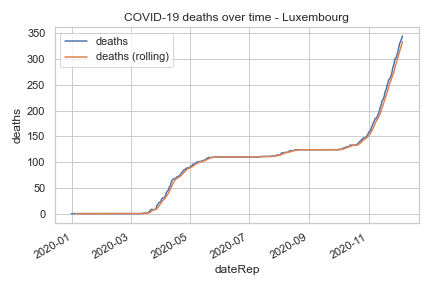 COVID-19 deaths over time - Luxembourg
deaths
deaths (rolling)
350
300
250
200
150
100
50
0
deaths
2020-01
2020-03
2020-05
2020-07
2020-09
2020-11
dateRep